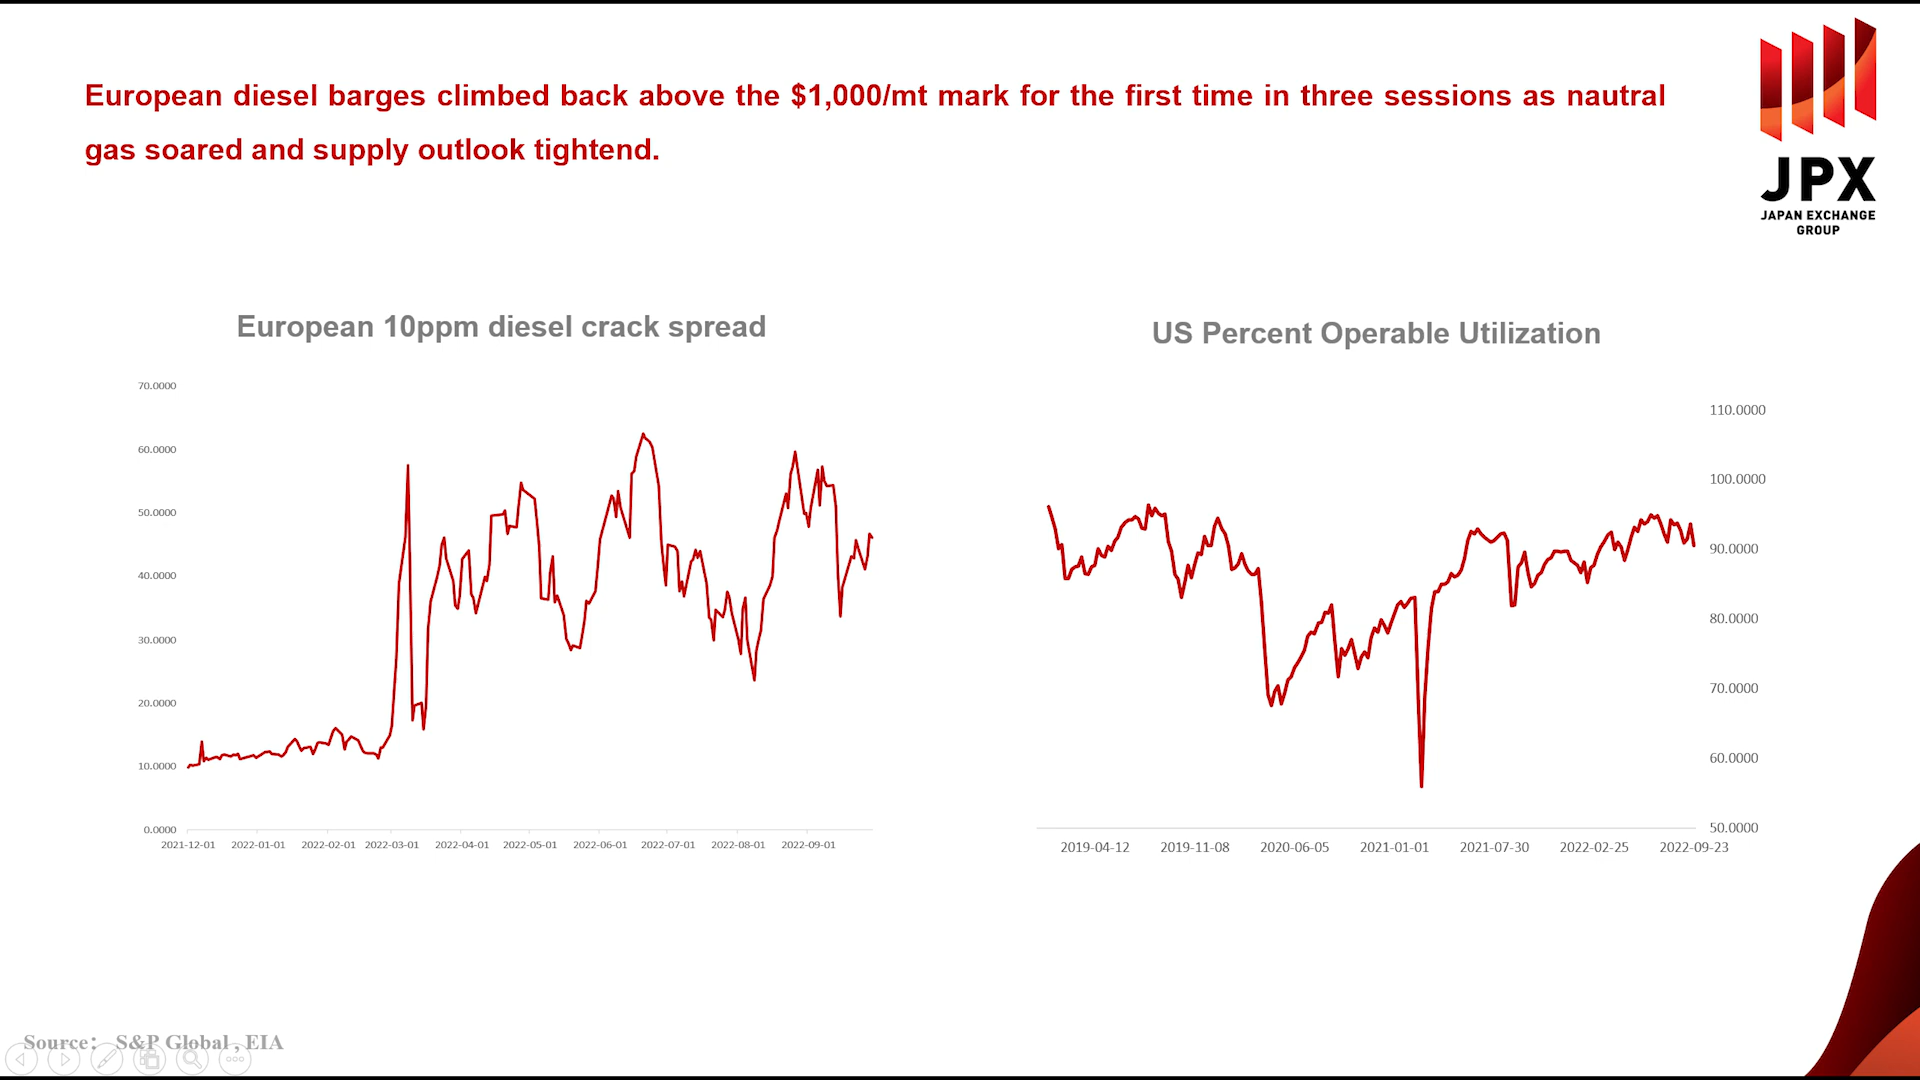 European diesel barges climbed back above the $1,000/mt mark for the first time in three sessions as nautral
gas soared and supply outlook tightend.
JPX
JAPAN EXCHANGE
GROUP
European 10ppm diesel crack spread
70.0000
60.0000
50.0000
40.0000
30.0000
20.0000
10.0000
0.0000
2021-12-01 2022-01-01 2022-02-01 2022-03-01 2022-04-01 2022-05-01 2022-06-01 2022-07-01 2022-08-01 2022-09-01
US Percent Operable Utilization
110.0000
100.0000
90.0000
80.0000
70.0000
60.0000
50.0000
2019-04-12 2019-11-08 2020-06-05 2021-01-01 2021-07-30 2022-02-25 2022-09-23
Source： S&P Global , EIA